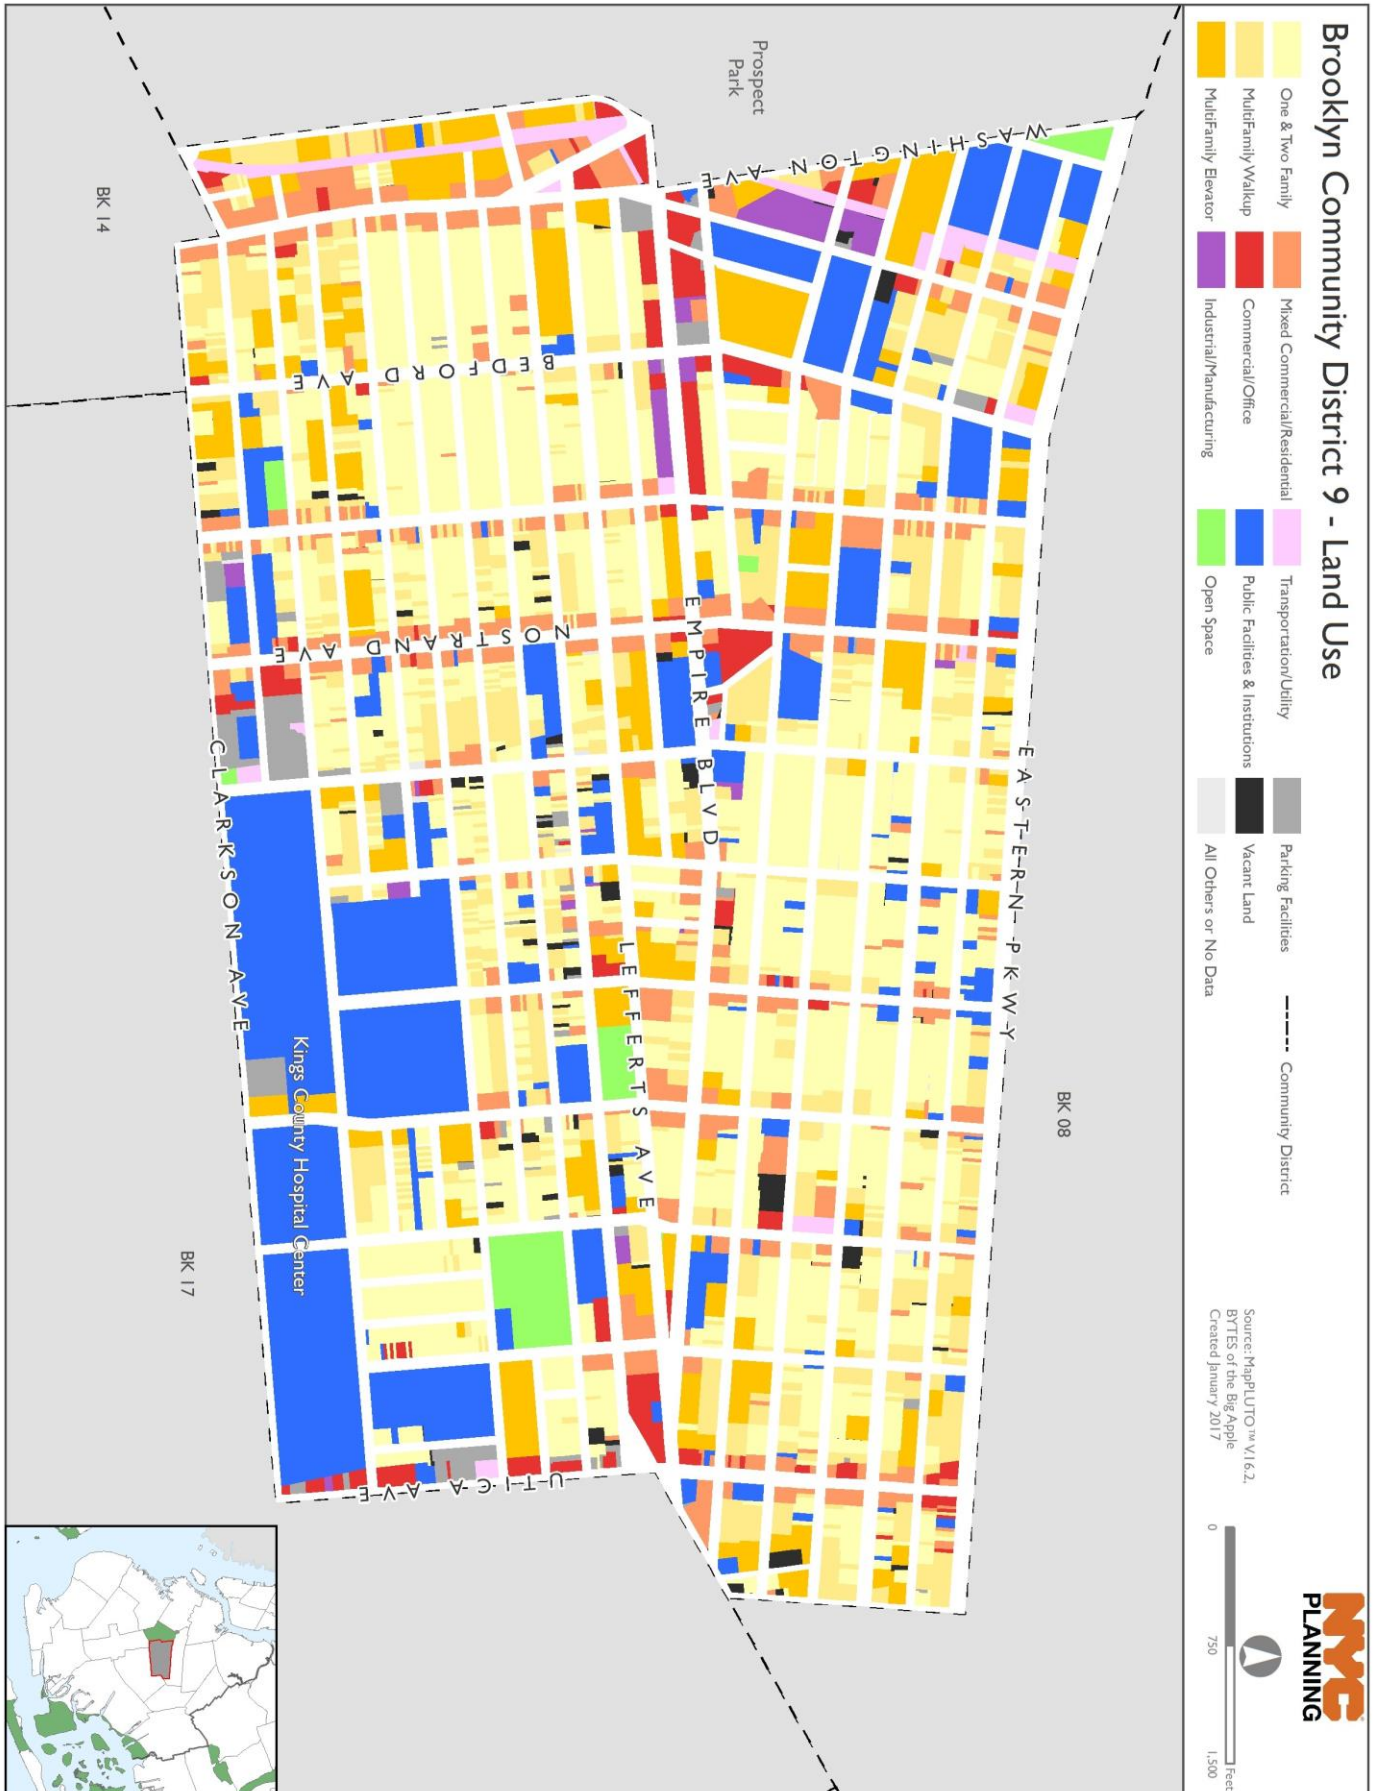 Brooklyn Community District 9 - Land Use
One & Two Family
MultiFamily Walkup
MultiFamily Elevator
Mixed Commercial/Residential
Commercial/Office
Industrial/Manufacturing
Transportation/Utility
Public Facilities & Institutions
Open Space
Parking Facilities
Vacant Land
All Others or No Data
Community District
Source: MapPLUTO™ V.16.2,
BYTES of the Big Apple
Created January 2017
NYC
PLANNING
0
750
1,500
Feet
Prospect
Park
WASHINGTON AVE
EASTERN PKWY
BK 08
EMPIRE BLVD
BEDFORD AVE
NOSTRAND AVE
LEFFERTS AVE
UTICA AVE
CLARKSON AVE
Kings County Hospital Center
BK 14
BK 17